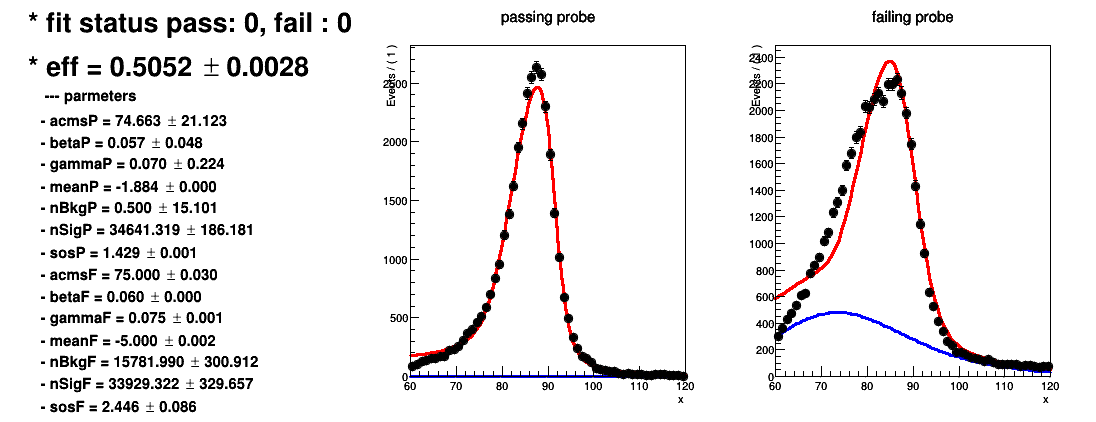 * fit status pass: 0, fail : 0
* eff = 0.5052 ± 0.0028
--- parmeters
- acmsP = 74.663 ± 21.123
- betaP = 0.057 ± 0.048
- gammaP = 0.070 ± 0.224
- meanP = -1.884 ± 0.000
- nBkgP = 0.500 ± 15.101
- nSigP = 34641.319 ± 186.181
- sosP = 1.429 ± 0.001
- acmsF = 75.000 ± 0.030
- betaF = 0.060 ± 0.000
- gammaF = 0.075 ± 0.001
- meanF = -5.000 ± 0.002
- nBkgF = 15781.990 ± 300.912
- nSigF = 33929.322 ± 329.657
- sosF = 2.446 ± 0.086
passing probe
Events / ( 1 )
2500
2000
1500
1000
500
0
60 70 80 90 100 110 120
x
failing probe
Events / ( 1 )
2400
2200
2000
1800
1600
1400
1200
1000
800
600
400
200
0
60 70 80 90 100 110 120
x